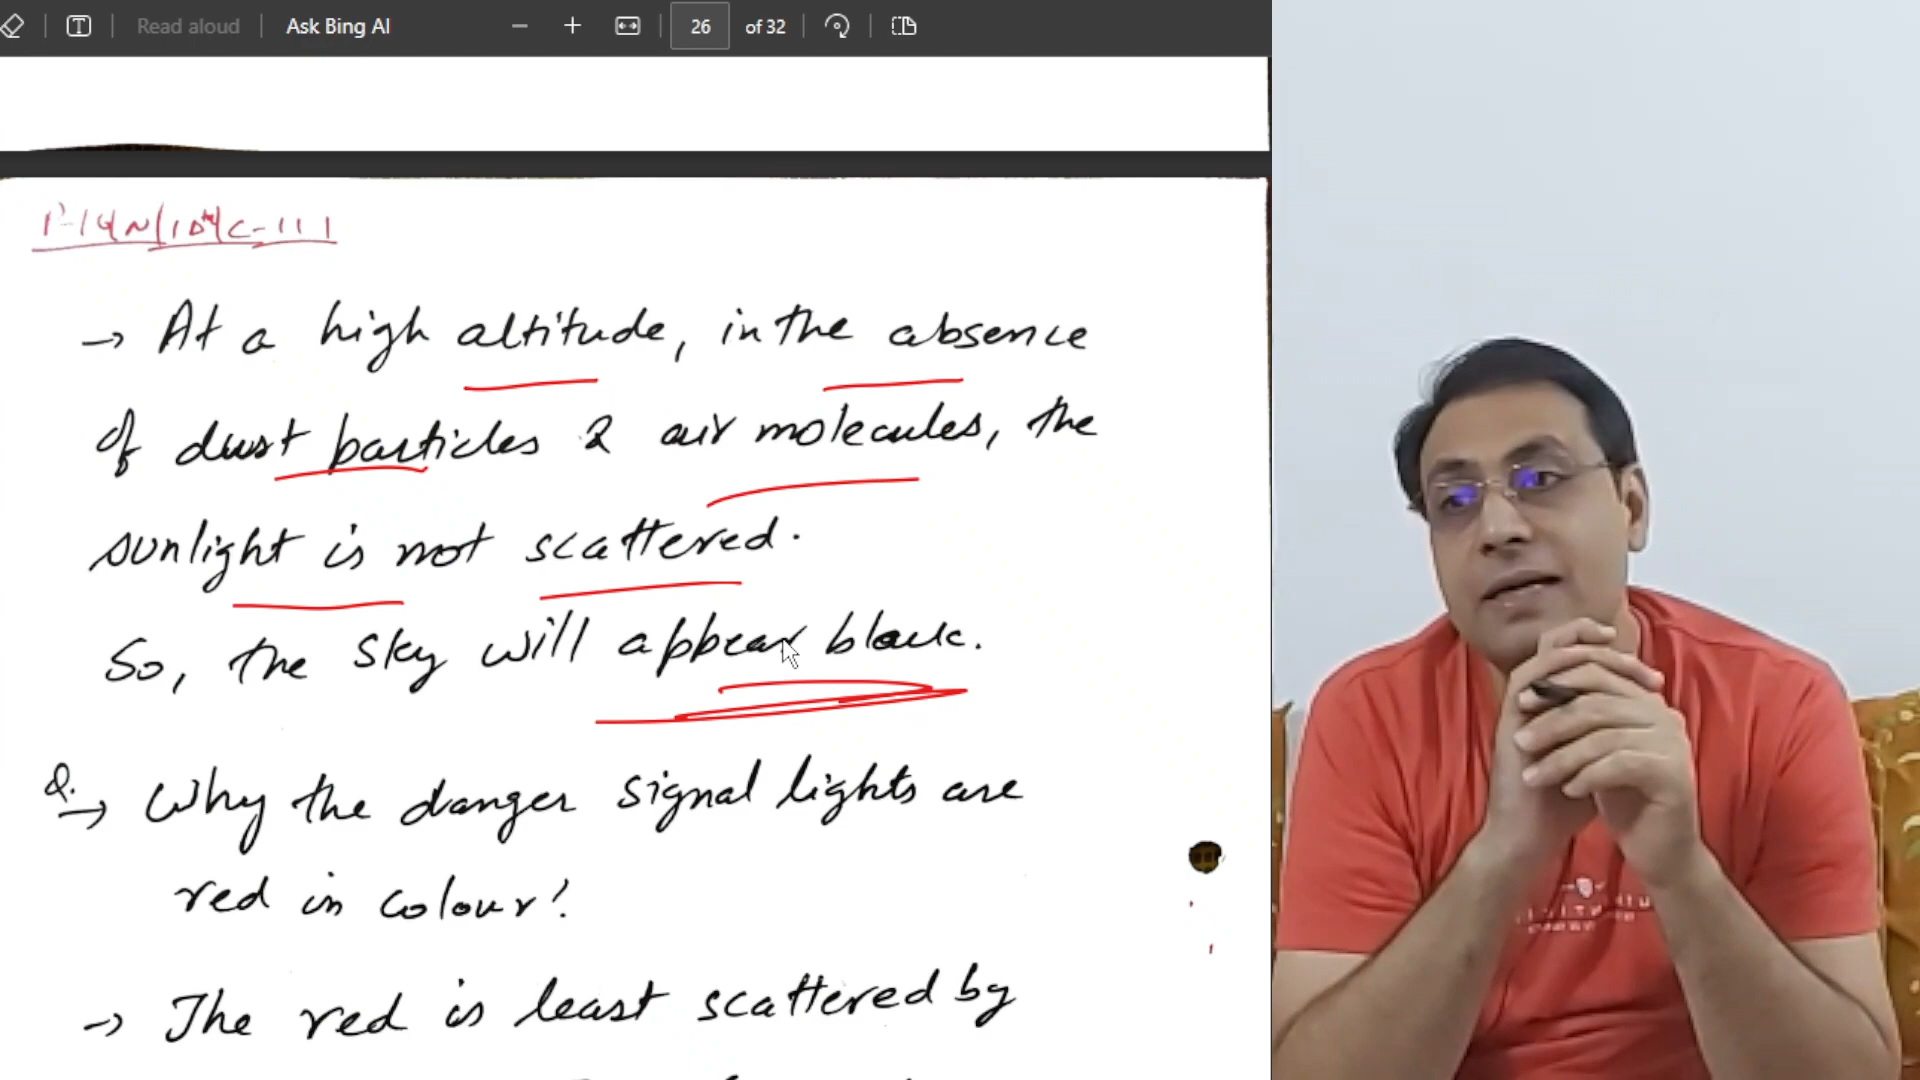 Read aloud
Ask Bing AI
26 of 32
→ At a high altitude, in the absence
of dust particles & air molecules, the
sunlight is not scattered.
So, the sky will appear black.
Q. → Why the danger signal lights are
red in colour?
→ The red is least scattered by